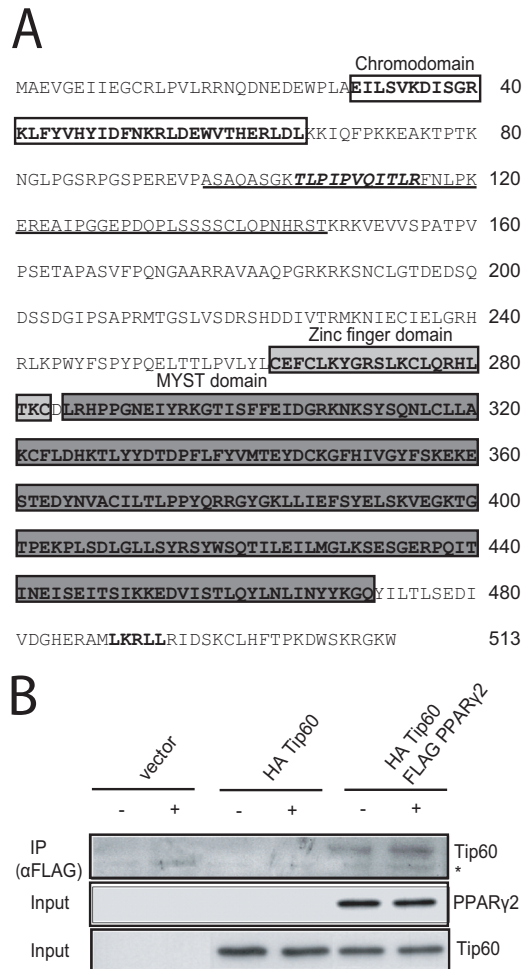 A
Chromodomain
MAEVGEIIEGCRLPVLRRNQDNEDEWPLAEILSVKDISGR 40
KLFYVHYIDFNKRLDEWVTHERLDLKKIQFPKKEAKTPTK 80
NGLPGSRPGSPEREVPASAQASGKTLPIPVQITLRFNLPK 120
EREAIPGGEPDQPLSSSSCLQPNHRSTKRKVEVVSPATPV 160
PSETAPASVFPQNGAARRAVAAQPGRKRKSNCLGTDEDSQ 200
DSSDGIPSAPRMTGSLVSDRSHDDIVTRMKNIECIELGRH 240
Zinc finger domain
RLKPWYFSPYPQELTTLPVLYLCEFCLKYGRSLKCLQRHL 280
MYST domain
TKCDLRHPPGNEIYRKGTISFFEIDGRKNKSYSQNLCLLA 320
KCFLDHKTLYYDTDPFLFYVMTEYDCKGFHIVGYFSKEKE 360
STEDYNVACILTLPPYQRRGYGKLLIEFSYELSKVEGKTG 400
TPEKPLSDLGLLSYRSYWSQTILEILMGLKSESGERPQIT 440
INEISEITSIKKEDVISTLQYLNLINYYKGQYILTLSEDI 480
VDGHERAMLKRLLRIDSKCLHFTPKDWSKRGKW 513
B
vector
HA Tip60
HA Tip60
FLAG PPARγ2
- + - + - +
IP
(αFLAG)
Tip60
*
Input
PPARγ2
Input
Tip60